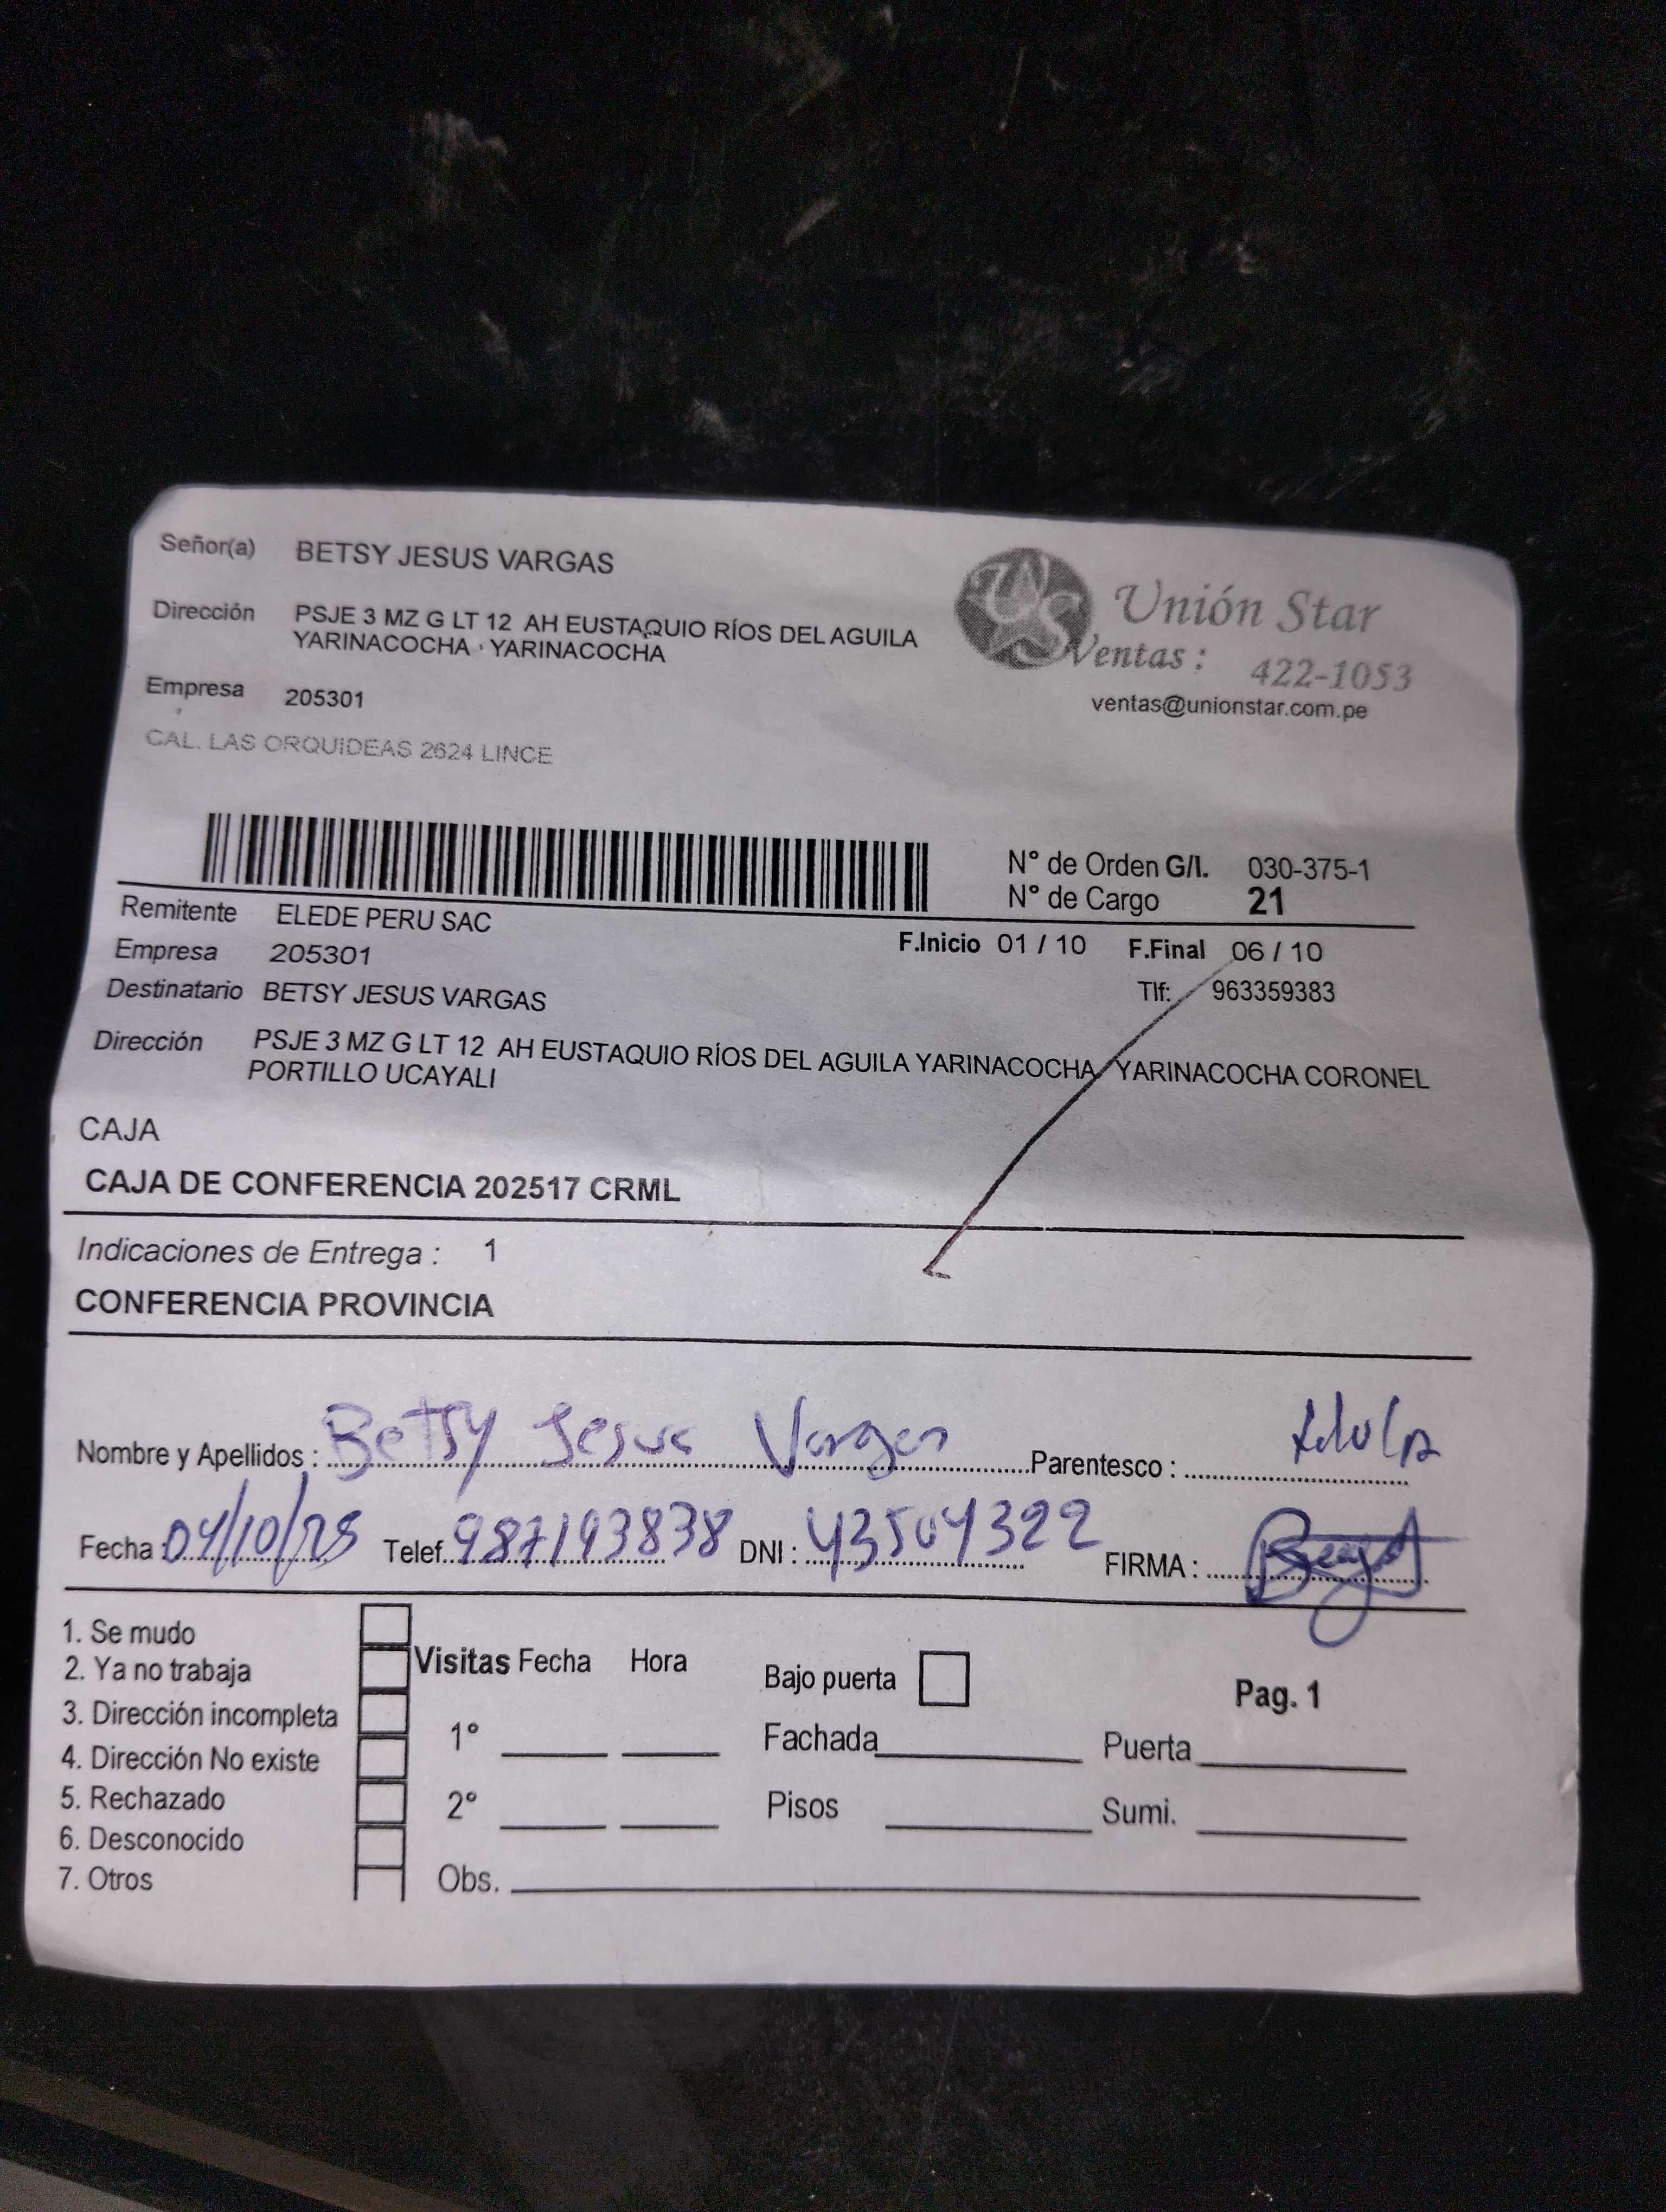 Señor(a) BETSY JESUS VARGAS
Dirección PSJE 3 MZ G LT 12 AH EUSTAQUIO RÍOS DEL AGUILA
YARINACOCHA - YARINACOCHA
Empresa 205301
CAL. LAS ORQUIDEAS 2624 LINCE
Unión Star
Ventas : 422-1053
ventas@unionstar.com.pe
N° de Orden G/I. 030-375-1
N° de Cargo 21
Remitente ELEDE PERU SAC
Empresa 205301
F.Inicio 01 / 10 F.Final 06 / 10
Destinatario BETSY JESUS VARGAS
Tlf: 963359383
Dirección PSJE 3 MZ G LT 12 AH EUSTAQUIO RÍOS DEL AGUILA YARINACOCHA YARINACOCHA CORONEL
PORTILLO UCAYALI
CAJA
CAJA DE CONFERENCIA 202517 CRML
Indicaciones de Entrega : 1
CONFERENCIA PROVINCIA
Nombre y Apellidos : Betsy Jesus Vargas Parentesco :
Fecha : 04/10/25 Telef. 987193838 DNI : 43504322 FIRMA :
1. Se mudo
2. Ya no trabaja
3. Dirección incompleta
4. Dirección No existe
5. Rechazado
6. Desconocido
7. Otros
Visitas Fecha Hora
1°
2°
Obs.
Bajo puerta
Fachada
Pisos
Pag. 1
Puerta
Sumi.